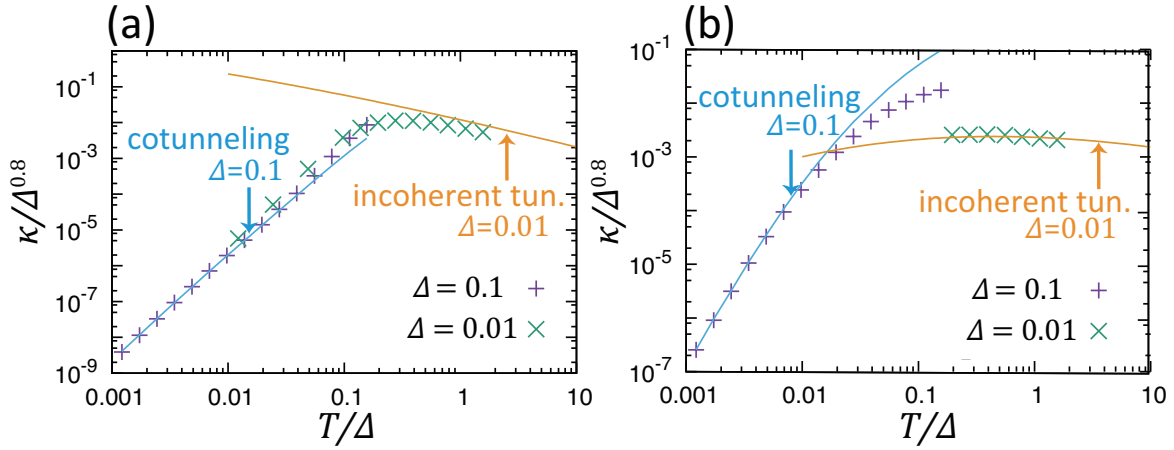 (a)
κ/Δ^0.8
10^-1
10^-3
10^-5
10^-7
10^-9
0.001
0.01
0.1
1
10
T/Δ
cotunneling
Δ=0.1
incoherent tun.
Δ=0.01
Δ = 0.1 +
Δ = 0.01 ×
(b)
κ/Δ^0.8
10^-1
10^-3
10^-5
10^-7
0.001
0.01
0.1
1
10
T/Δ
cotunneling
Δ=0.1
incoherent tun.
Δ=0.01
Δ = 0.1 +
Δ = 0.01 ×